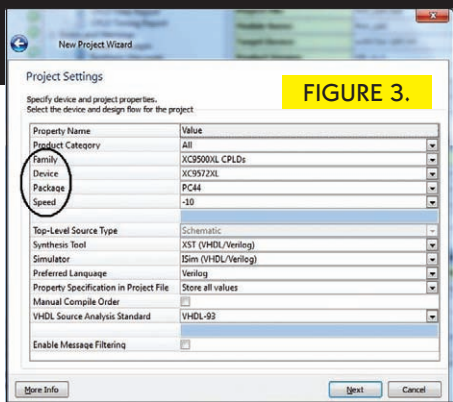 New Project Wizard
Project Settings
FIGURE 3.
Specify device and project properties.
Select the device and design flow for the project
Property Name Value
Product Category All
Family XC9500XL CPLDs
Device XC9572XL
Package PC44
Speed -10
Top-Level Source Type Schematic
Synthesis Tool XST (VHDL/Verilog)
Simulator ISim (VHDL/Verilog)
Preferred Language Verilog
Property Specification in Project File Store all values
Manual Compile Order
VHDL Source Analysis Standard VHDL-93
Enable Message Filtering
More Info Next Cancel